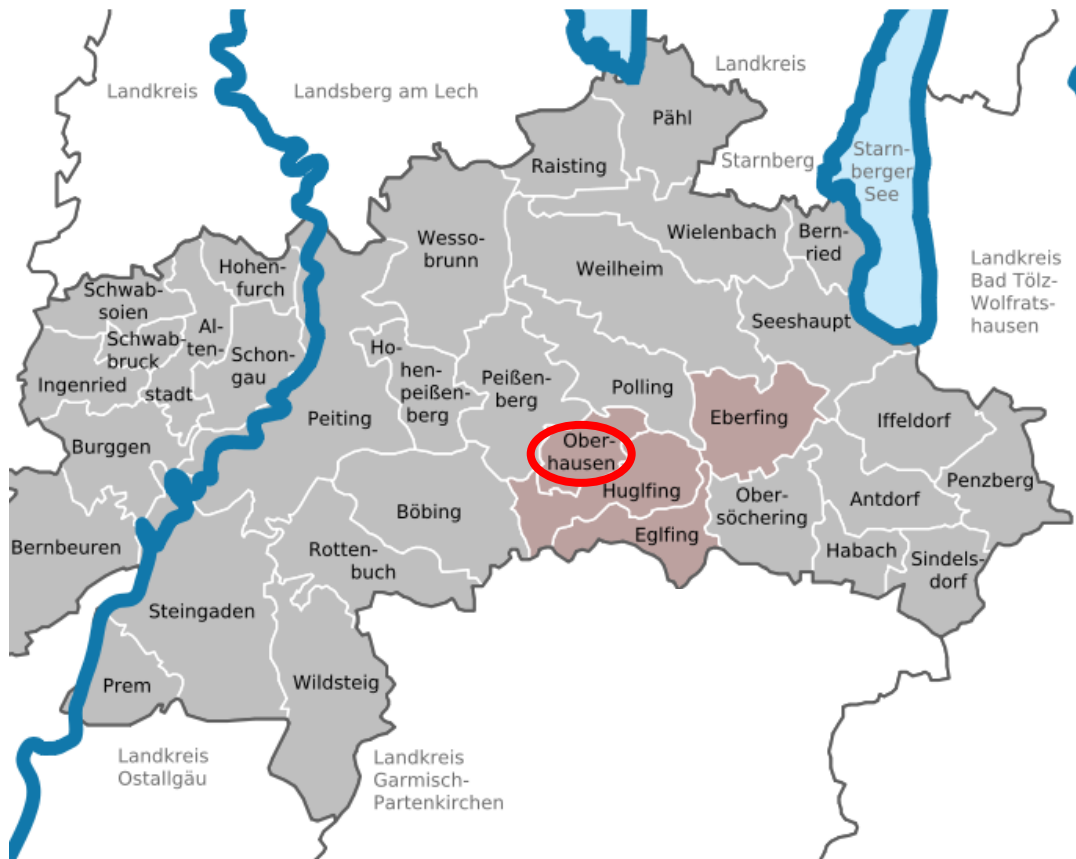 Landkreis
Landsberg am Lech
Landkreis
Starnberg
Starn-
berger
See
Landkreis
Bad Tölz-
Wolfrats-
hausen
Pähl
Raisting
Wielenbach
Bern-
ried
Wesso-
brunn
Weilheim
Seeshaupt
Hohen-
furch
Schwab-
soien
Al-
ten-
stadt
Schwab-
bruck
Schon-
gau
Ingenried
Burggen
Bernbeuren
Peiting
Ho-
hen-
peißen-
berg
Peißen-
berg
Polling
Eberfing
Iffeldorf
Penzberg
Antdorf
Ober-
hausen
Huglfing
Eglfing
Ober-
söchering
Habach
Sindels-
dorf
Böbing
Rotten-
buch
Steingaden
Wildsteig
Prem
Landkreis
Ostallgäu
Landkreis
Garmisch-
Partenkirchen